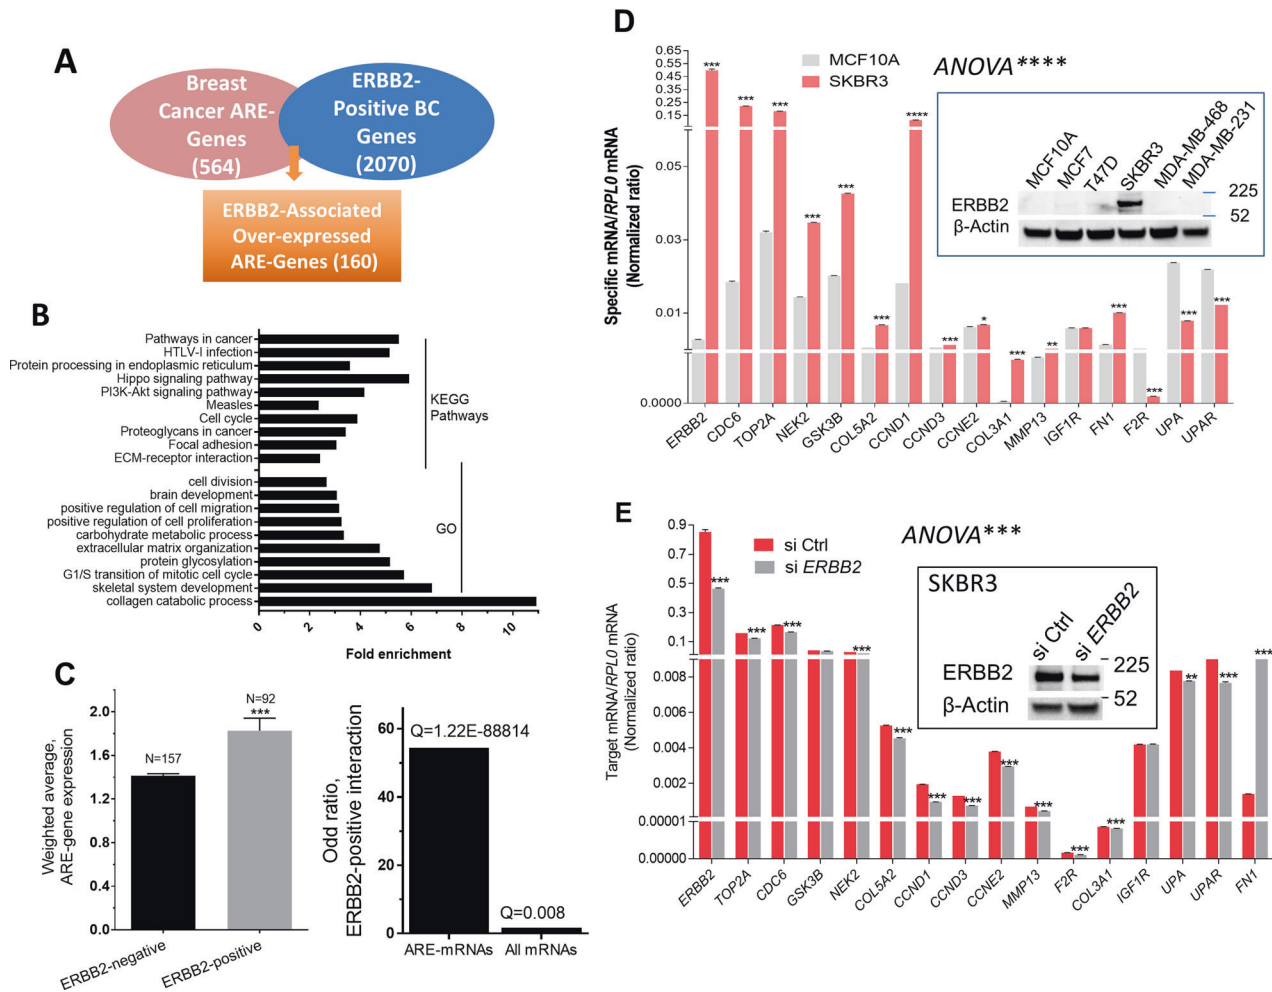 A
Breast
Cancer ARE-
Genes
(564)
ERBB2-
Positive BC
Genes
(2070)
ERBB2-Associated
Over-expressed
ARE-Genes (160)
B
Pathways in cancer
HTLV-I infection
Protein processing in endoplasmic reticulum
Hippo signaling pathway
PI3K-Akt signaling pathway
Measles
Cell cycle
Proteoglycans in cancer
Focal adhesion
ECM-receptor interaction
KEGG
Pathways
cell division
brain development
positive regulation of cell migration
positive regulation of cell proliferation
carbohydrate metabolic process
extracellular matrix organization
protein glycosylation
G1/S transition of mitotic cell cycle
skeletal system development
collagen catabolic process
GO
0 2 4 6 8 10
Fold enrichment
C
Weighted average,
ARE-gene expression
2.0
1.6
1.2
0.8
0.4
0.0
N=157
N=92
***
ERBB2-negative
ERBB2-positive
Odd ratio,
ERBB2-positive interaction
60
40
20
0
Q=1.22E-88814
Q=0.008
ARE-mRNAs
All mRNAs
D
Specific mRNA/RPL0 mRNA
(Normalized ratio)
0.65
0.55
0.45
0.35
0.25
0.15
0.05
0.03
0.01
0.0000
MCF10A
SKBR3
ANOVA****
*** *** *** *** *** *** **** *** * *** ** *** *** *** ***
MCF10A
MCF7
T47D
SKBR3
MDA-MB-468
MDA-MB-231
ERBB2
β-Actin
225
52
ERBB2 CDC6 TOP2A NEK2 GSK3B COL5A2 CCND1 CCND3 CCNE2 COL3A1 MMP13 IGF1R FN1 F2R UPA UPAR
E
Target mRNA/RPL0 mRNA
(Normalized ratio)
0.9
0.7
0.5
0.3
0.1
0.008
0.006
0.004
0.002
0.00001
0.00000
si Ctrl
si ERBB2
ANOVA***
*** *** *** *** *** *** *** *** *** *** *** ** *** ***
SKBR3
si Ctrl
si ERBB2
ERBB2
β-Actin
225
52
ERBB2 TOP2A CDC6 GSK3B NEK2 COL5A2 CCND1 CCND3 CCNE2 MMP13 F2R COL3A1 IGF1R UPA UPAR FN1